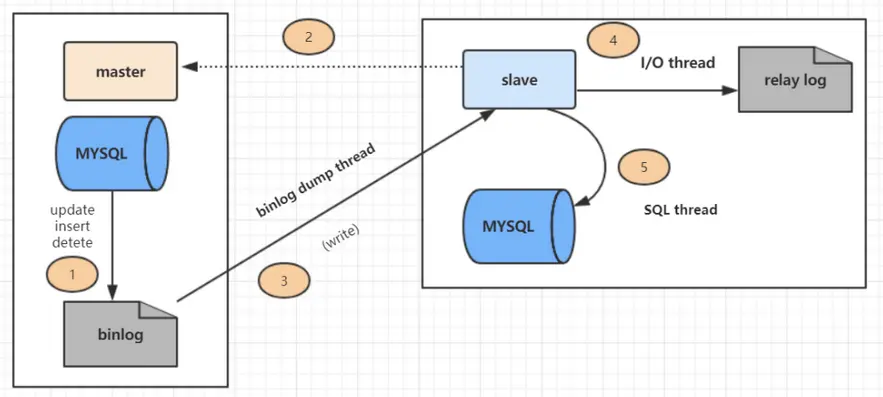 master
MYSQL
update
insert
detete
1
binlog
2
binlog dump thread
(write)
3
slave
4
I/O thread
relay log
5
SQL thread
MYSQL